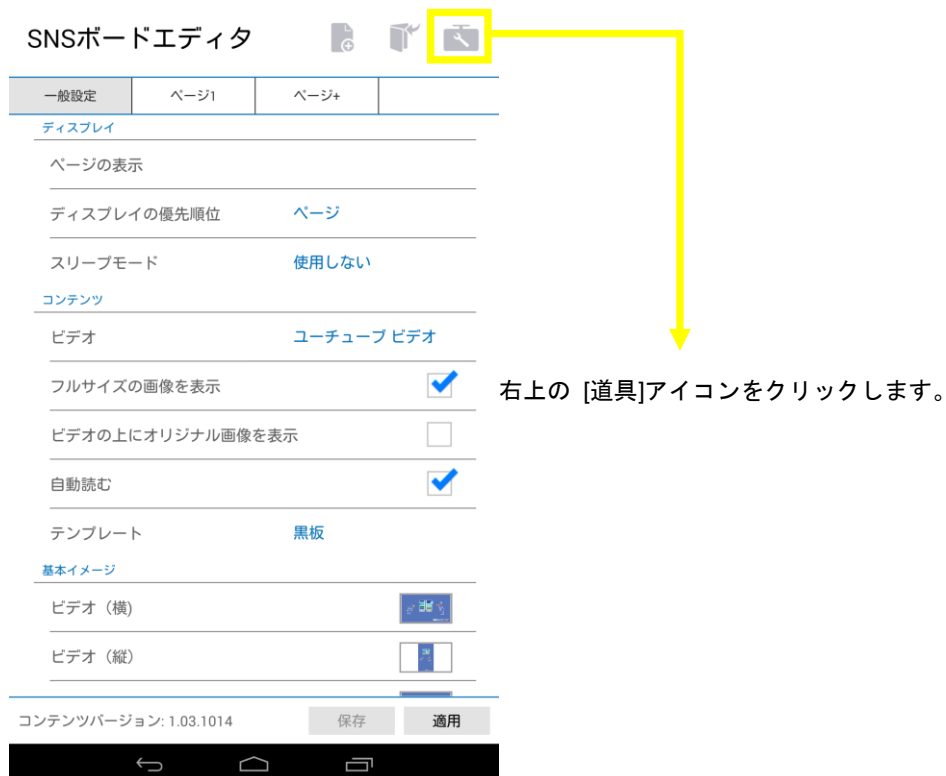 SNSボードエディタ
一般設定 ページ1 ページ+
ディスプレイ
ページの表示
ディスプレイの優先順位 ページ
スリープモード 使用しない
コンテンツ
ビデオ ユーチューブ ビデオ
フルサイズの画像を表示
ビデオの上にオリジナル画像を表示
自動読む
テンプレート 黒板
基本イメージ
ビデオ（横)
ビデオ（縦）
コンテンツバージョン: 1.03.1014 保存 適用
右上の [道具]アイコンをクリックします。